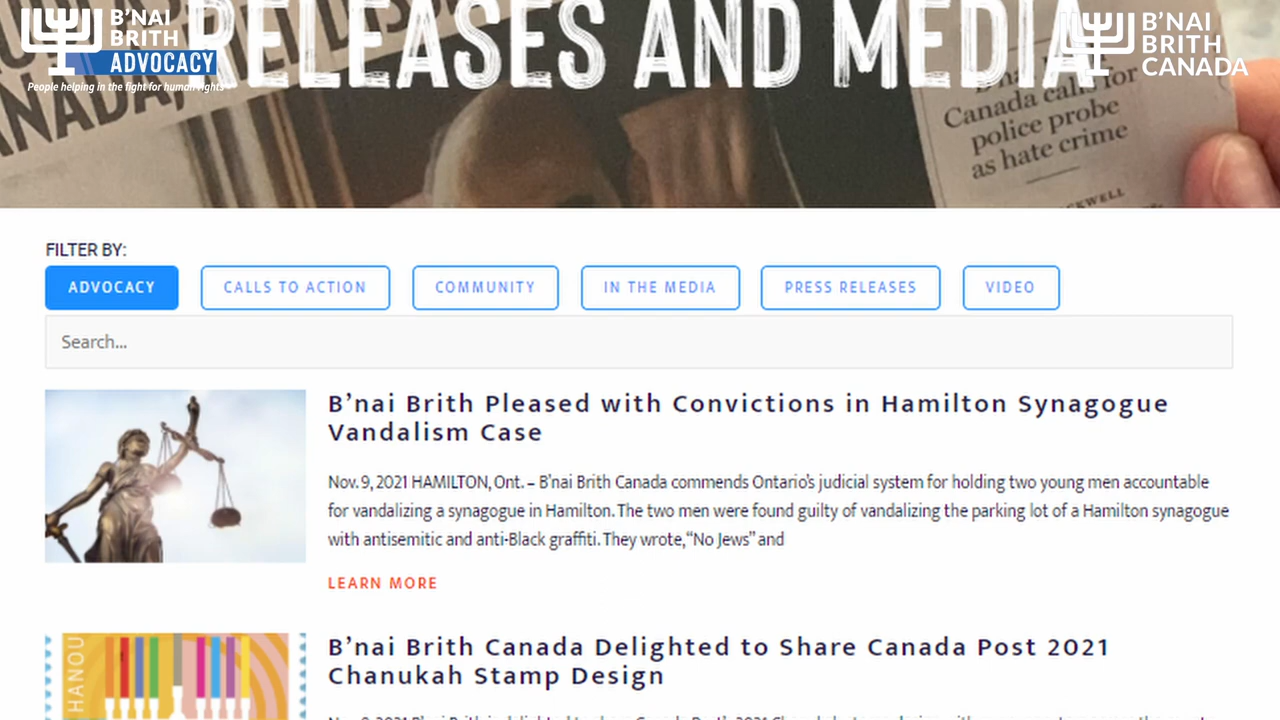 B'NAI
BRITH
ADVOCACY
People helping in the fight for human rights
RELEASES AND MEDIA
B'NAI
BRITH
CANADA
CANADA,
Canada calls for
police probe
as hate crime
FILTER BY:
ADVOCACY
CALLS TO ACTION
COMMUNITY
IN THE MEDIA
PRESS RELEASES
VIDEO
Search...
B’nai Brith Pleased with Convictions in Hamilton Synagogue
Vandalism Case
Nov. 9, 2021 HAMILTON, Ont. – B’nai Brith Canada commends Ontario’s judicial system for holding two young men accountable
for vandalizing a synagogue in Hamilton. The two men were found guilty of vandalizing the parking lot of a Hamilton synagogue
with antisemitic and anti-Black graffiti. They wrote, “No Jews” and
LEARN MORE
HANOU
B’nai Brith Canada Delighted to Share Canada Post 2021
Chanukah Stamp Design